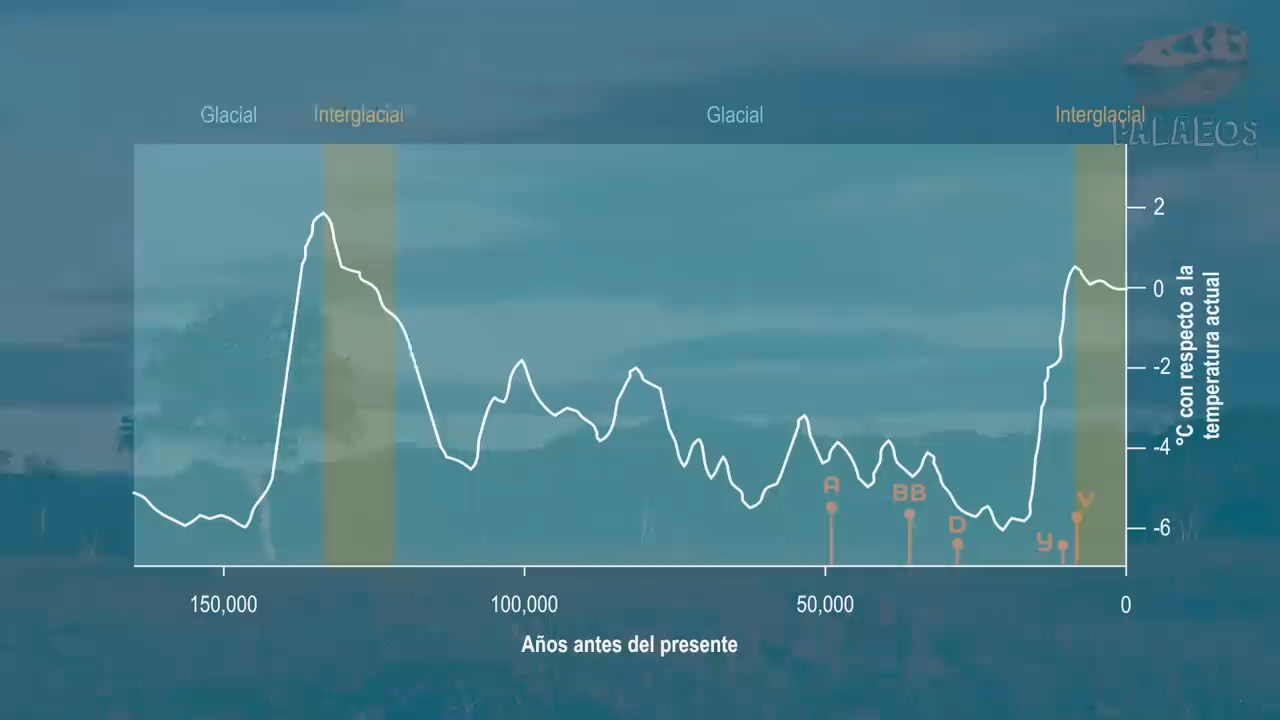 Glacial
Interglacial
Glacial
Interglacial
PALAEOS
2
0
-2
-4
-6
°C con respecto a la
temperatura actual
A
BB
D
Y
V
150,000
100,000
50,000
0
Años antes del presente